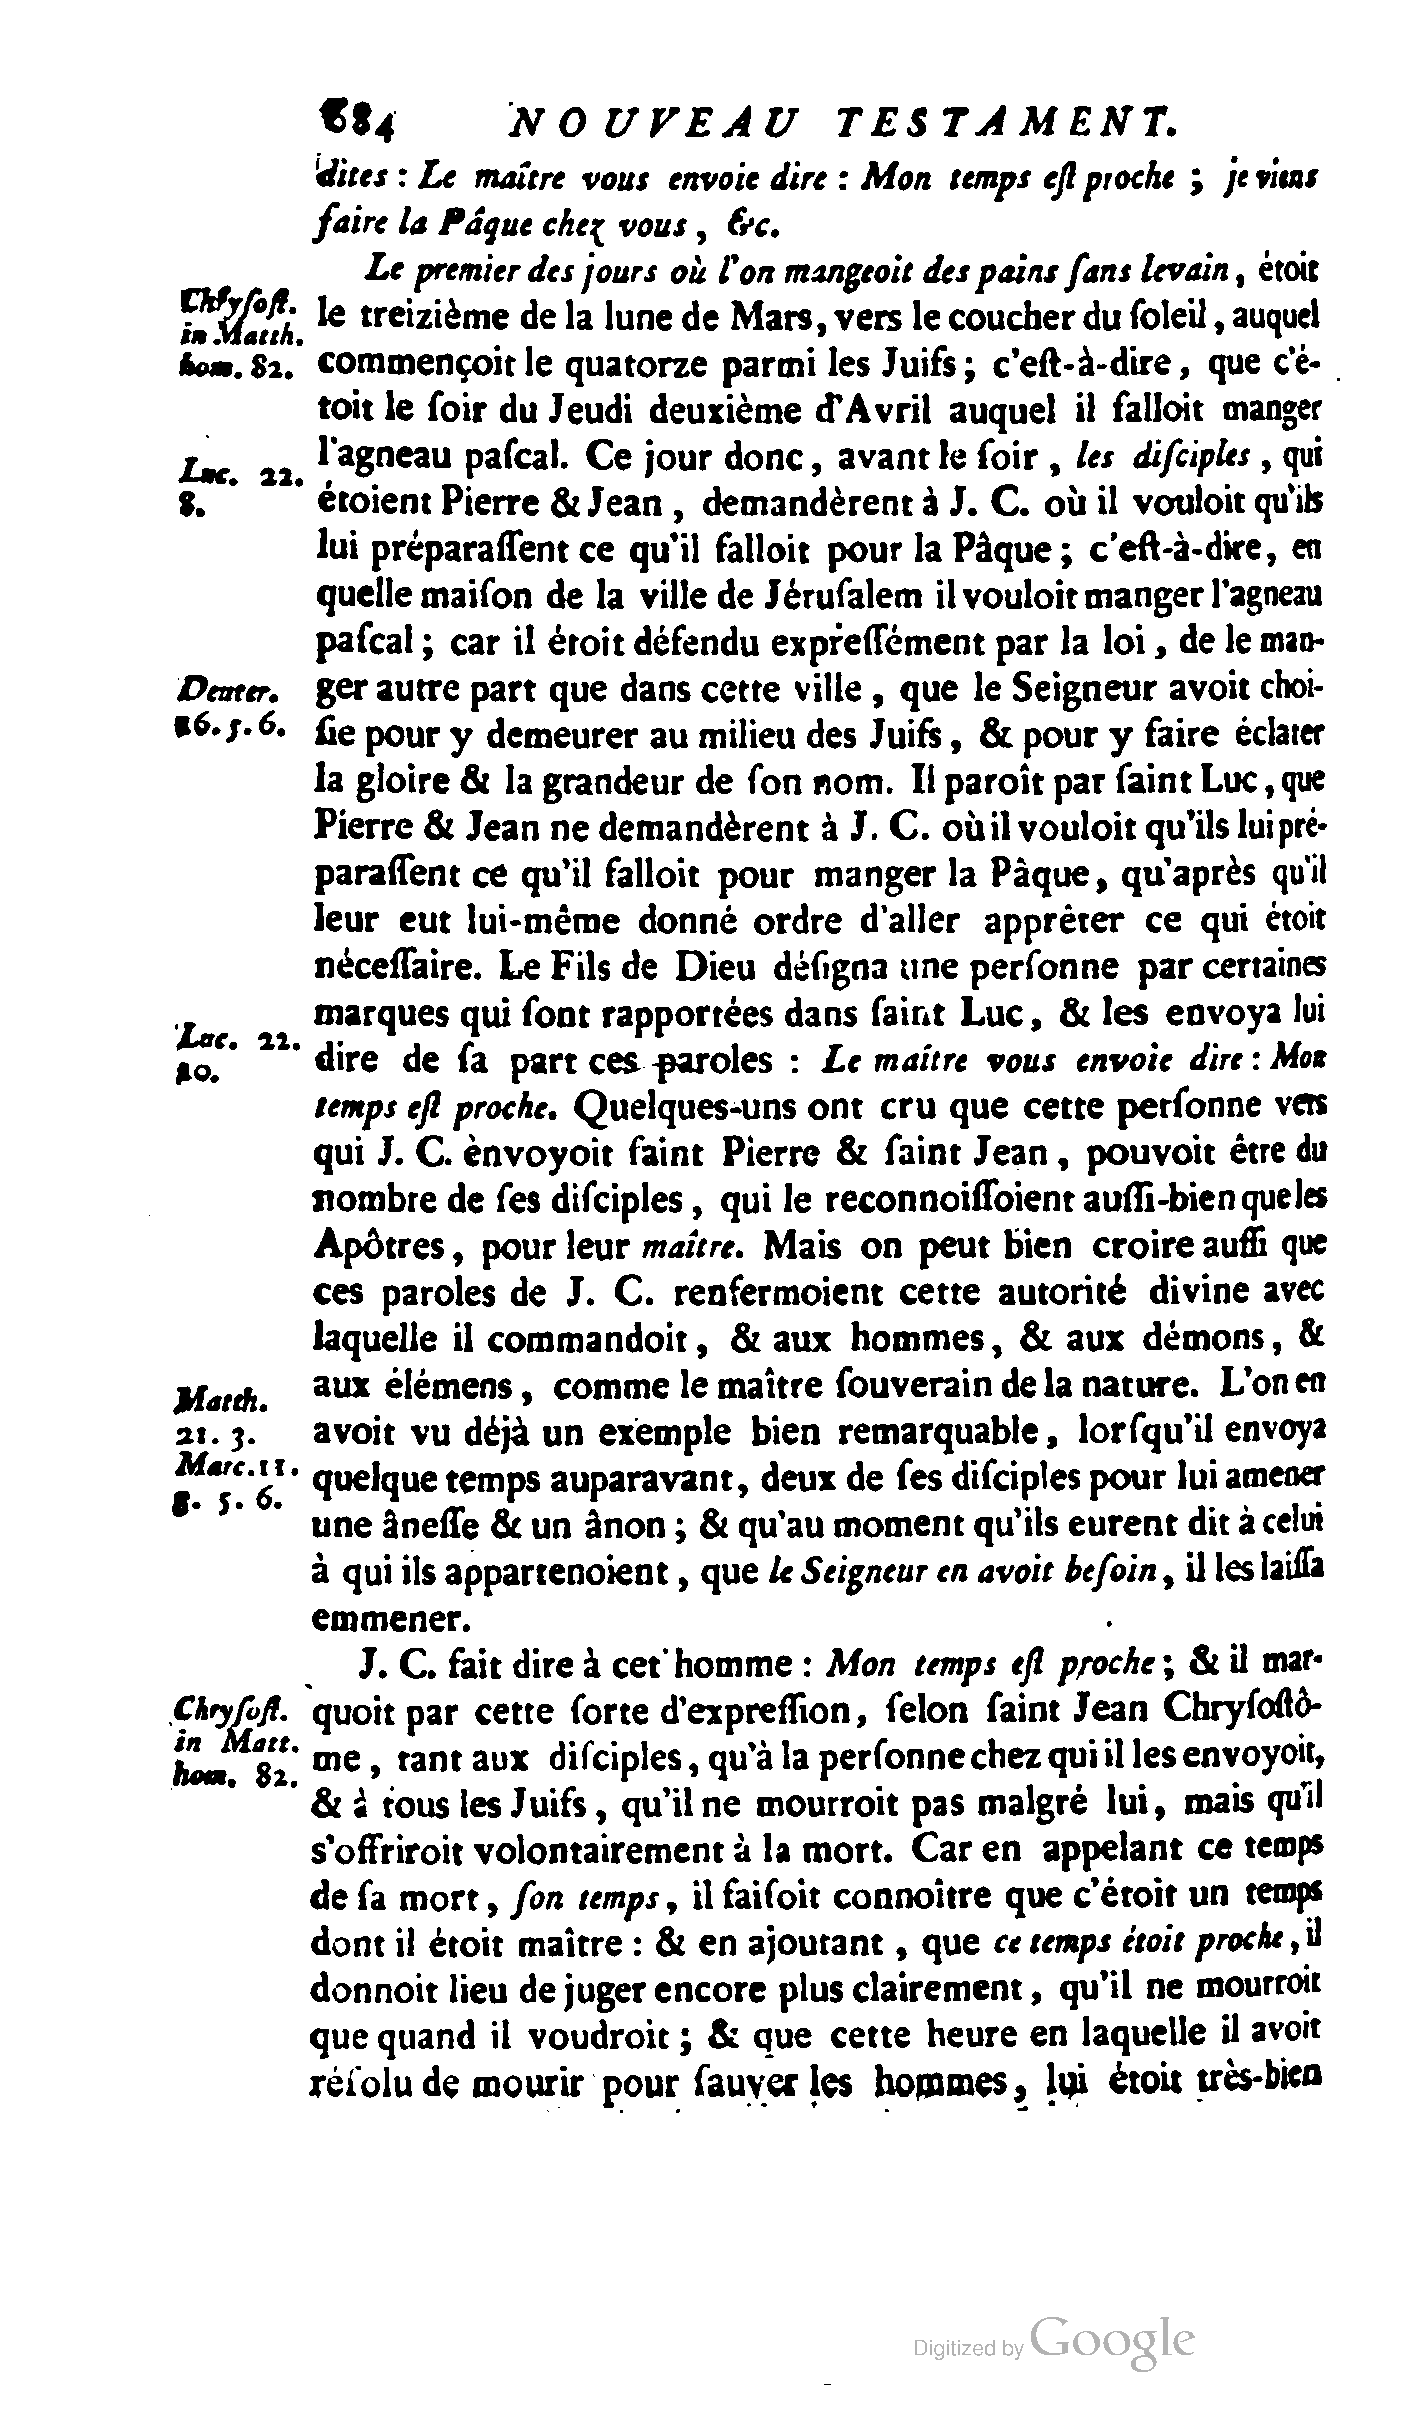 684 NOUVEAU TESTAMENT.
dites : Le maître vous envoie dire : Mon temps eſt proche ; je viens
faire la Pâque chez vous, &c.
Le premier des jours où l'on mangeoit des pains ſans levain, étoit
Chryſoſt.
in Matth.
hom. 82.
le treizième de la lune de Mars, vers le coucher du ſoleil, auquel
commençoit le quatorze parmi les Juifs ; c'eſt-à-dire, que c'é-
toit le ſoir du Jeudi deuxième d'Avril auquel il falloit manger
l'agneau paſcal. Ce jour donc, avant le ſoir, les diſciples, qui
Luc. 22.
8.
étoient Pierre & Jean, demandèrent à J. C. où il vouloit qu'ils
lui préparaſſent ce qu'il falloit pour la Pâque ; c'eſt-à-dire, en
quelle maiſon de la ville de Jéruſalem il vouloit manger l'agneau
paſcal ; car il étoit défendu expreſſément par la loi, de le man-
Deuter.
16. 5. 6.
ger autre part que dans cette ville, que le Seigneur avoit choi-
ſie pour y demeurer au milieu des Juifs, & pour y faire éclater
la gloire & la grandeur de ſon nom. Il paroît par ſaint Luc, que
Pierre & Jean ne demandèrent à J. C. où il vouloit qu'ils lui pré-
paraſſent ce qu'il falloit pour manger la Pâque, qu'après qu'il
leur eut lui-même donné ordre d'aller apprêter ce qui étoit
néceſſaire. Le Fils de Dieu déſigna une perſonne par certaines
marques qui ſont rapportées dans ſaint Luc, & les envoya lui
Luc. 22.
10.
dire de ſa part ces paroles : Le maître vous envoie dire : Mon
temps eſt proche. Quelques-uns ont cru que cette perſonne vers
qui J. C. envoyoit ſaint Pierre & ſaint Jean, pouvoit être du
nombre de ſes diſciples, qui le reconnoiſſoient auſſi-bien que les
Apôtres, pour leur maître. Mais on peut bien croire auſſi que
ces paroles de J. C. renfermoient cette autorité divine avec
laquelle il commandoit, & aux hommes, & aux démons, &
aux élémens, comme le maître ſouverain de la nature. L'on en
Matth.
21. 3.
Marc. 11.
5. 6.
avoit vu déjà un exemple bien remarquable, lorſqu'il envoya
quelque temps auparavant, deux de ſes diſciples pour lui amener
une âneſſe & un ânon ; & qu'au moment qu'ils eurent dit à celui
à qui ils appartenoient, que le Seigneur en avoit beſoin, il les laiſſa
emmener.
J. C. fait dire à cet homme : Mon temps eſt proche ; & il mar-
Chryſoſt.
in Matt.
hom. 82.
quoit par cette ſorte d'expreſſion, ſelon ſaint Jean Chryſoſtô-
me, tant aux diſciples, qu'à la perſonne chez qui il les envoyoit,
& à tous les Juifs, qu'il ne mourroit pas malgré lui, mais qu'il
s'offriroit volontairement à la mort. Car en appelant ce temps
de ſa mort, ſon temps, il faiſoit connoître que c'étoit un temps
dont il étoit maître : & en ajoutant, que ce temps étoit proche, il
donnoit lieu de juger encore plus clairement, qu'il ne mourroit
que quand il voudroit ; & que cette heure en laquelle il avoit
réſolu de mourir pour ſauver les hommes, lui étoit très-bien
Digitized by Google